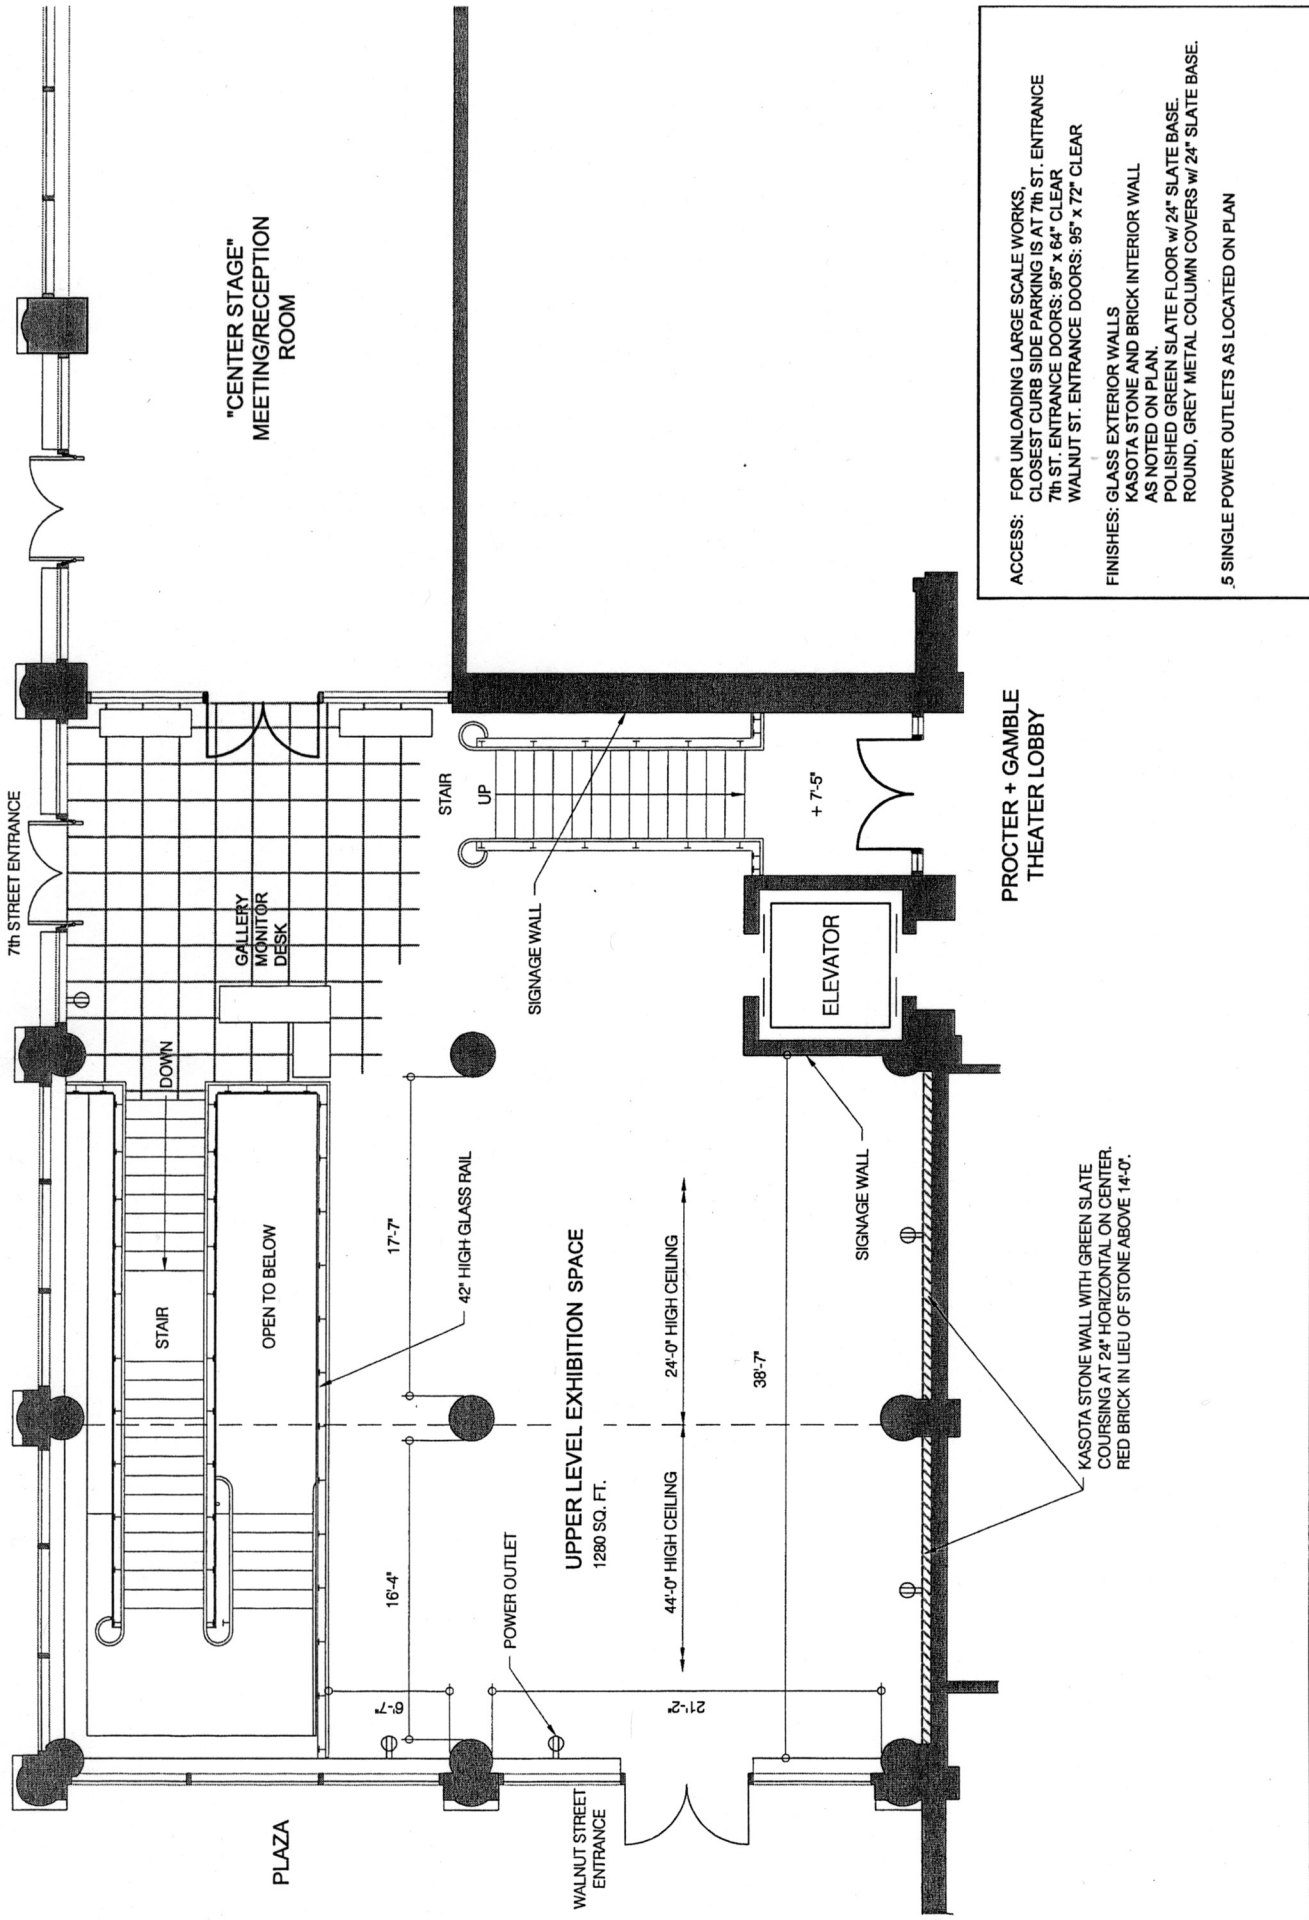 7th STREET ENTRANCE
"CENTER STAGE"
MEETING/RECEPTION
ROOM
GALLERY
MONITOR
DESK
DOWN
STAIR
OPEN TO BELOW
42" HIGH GLASS RAIL
STAIR
UP
+ 7'-5"
SIGNAGE WALL
ELEVATOR
PROCTER + GAMBLE
THEATER LOBBY
17'-7"
16'-4"
6'-7"
21'-2"
38'-7"
UPPER LEVEL EXHIBITION SPACE
1280 SQ. FT.
24'-0" HIGH CEILING
44'-0" HIGH CEILING
SIGNAGE WALL
POWER OUTLET
PLAZA
WALNUT STREET
ENTRANCE
KASOTA STONE WALL WITH GREEN SLATE
COURSING AT 24" HORIZONTAL ON CENTER.
RED BRICK IN LIEU OF STONE ABOVE 14'-0".
ACCESS: FOR UNLOADING LARGE SCALE WORKS,
CLOSEST CURB SIDE PARKING IS AT 7th ST. ENTRANCE
7th ST. ENTRANCE DOORS: 95" x 64" CLEAR
WALNUT ST. ENTRANCE DOORS: 95" x 72" CLEAR
FINISHES: GLASS EXTERIOR WALLS
KASOTA STONE AND BRICK INTERIOR WALL
AS NOTED ON PLAN.
POLISHED GREEN SLATE FLOOR w/ 24" SLATE BASE.
ROUND, GREY METAL COLUMN COVERS w/ 24" SLATE BASE.
5 SINGLE POWER OUTLETS AS LOCATED ON PLAN